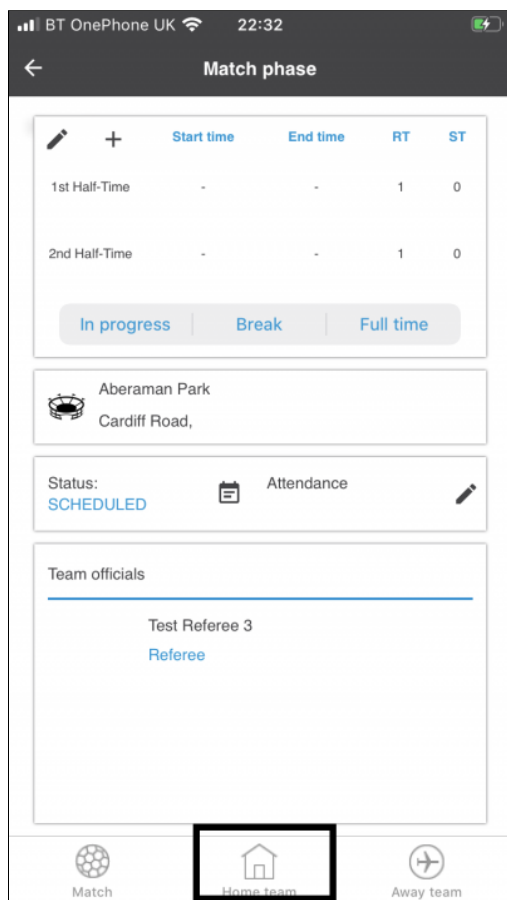 BT OnePhone UK 22:32
Match phase
Start time End time RT ST
1st Half-Time - - 1 0
2nd Half-Time - - 1 0
In progress Break Full time
Aberaman Park
Cardiff Road,
Status: Attendance
SCHEDULED
Team officials
Test Referee 3
Referee
Match Home team Away team